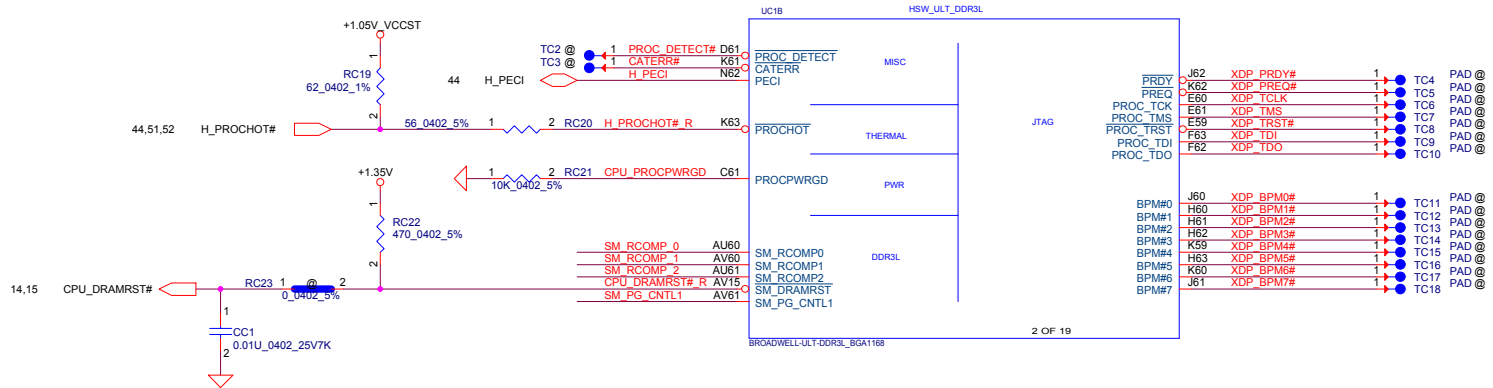 UC1B
HSW_ULT_DDR3L
+1.05V_VCCST
1
RC19
62_0402_1%
2
TC2 @ 1 PROC_DETECT# D61 PROC_DETECT
TC3 @ 1 CATERR# K61 CATERR
44 H_PECI H_PECI N62 PECI
MISC
44,51,52 H_PROCHOT# 56_0402_5% 1 2 RC20 H_PROCHOT#_R K63 PROCHOT
THERMAL
1 2 RC21 CPU_PROCPWRGD C61 PROCPWRGD
10K_0402_5%
PWR
+1.35V
1
RC22
470_0402_5%
2
SM_RCOMP_0 AU60 SM_RCOMP0
SM_RCOMP_1 AV60 SM_RCOMP1
SM_RCOMP_2 AU61 SM_RCOMP2
CPU_DRAMRST#_R AV15 SM_DRAMRST
SM_PG_CNTL1 AV61 SM_PG_CNTL1
DDR3L
14,15 CPU_DRAMRST# RC23 1 @ 2
0_0402_5%
1
CC1
0.01U_0402_25V7K
2
JTAG
PRDY J62 XDP_PRDY# 1 TC4 PAD @
PREQ K62 XDP_PREQ# 1 TC5 PAD @
PROC_TCK E60 XDP_TCLK 1 TC6 PAD @
PROC_TMS E61 XDP_TMS 1 TC7 PAD @
PROC_TRST E59 XDP_TRST# 1 TC8 PAD @
PROC_TDI F63 XDP_TDI 1 TC9 PAD @
PROC_TDO F62 XDP_TDO 1 TC10 PAD @
BPM#0 J60 XDP_BPM0# 1 TC11 PAD @
BPM#1 H60 XDP_BPM1# 1 TC12 PAD @
BPM#2 H61 XDP_BPM2# 1 TC13 PAD @
BPM#3 H62 XDP_BPM3# 1 TC14 PAD @
BPM#4 K59 XDP_BPM4# 1 TC15 PAD @
BPM#5 H63 XDP_BPM5# 1 TC16 PAD @
BPM#6 K60 XDP_BPM6# 1 TC17 PAD @
BPM#7 J61 XDP_BPM7# 1 TC18 PAD @
2 OF 19
BROADWELL-ULT-DDR3L_BGA1168